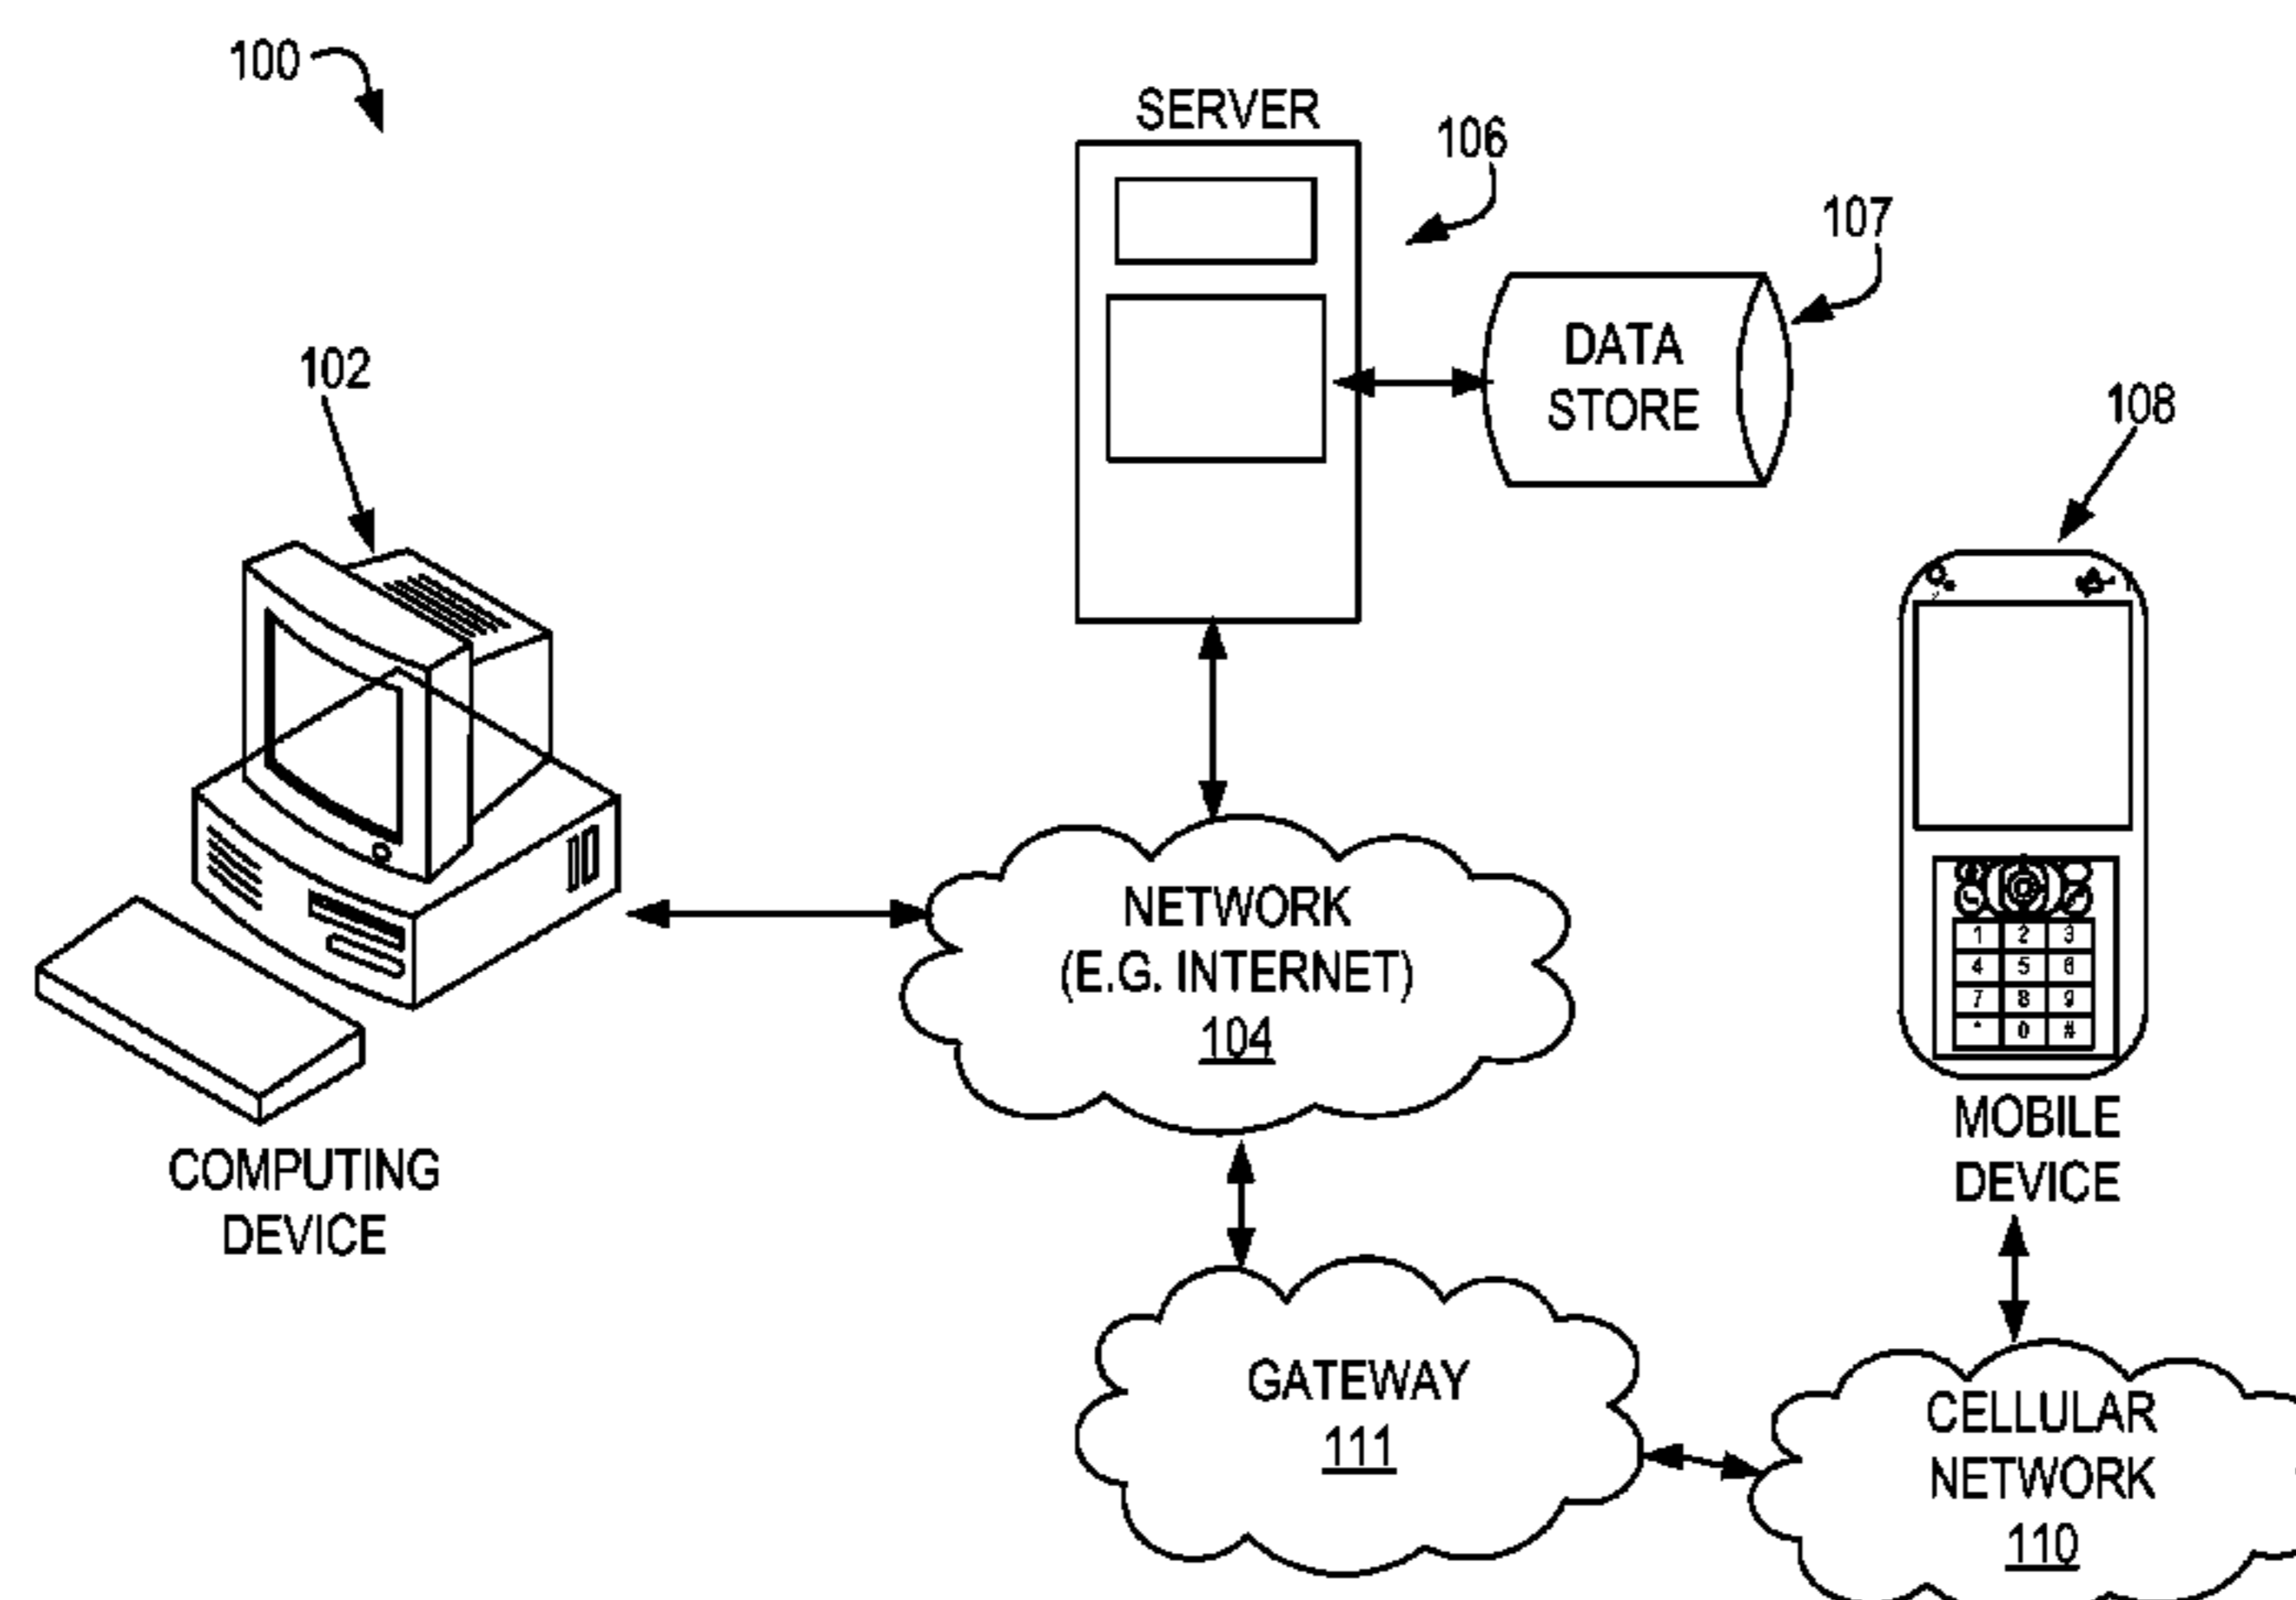 100
SERVER
106
107
DATA
STORE
102
108
NETWORK
(E.G. INTERNET)
104
1 2 3
4 5 6
7 8 9
* 0 #
MOBILE
DEVICE
COMPUTING
DEVICE
GATEWAY
111
CELLULAR
NETWORK
110